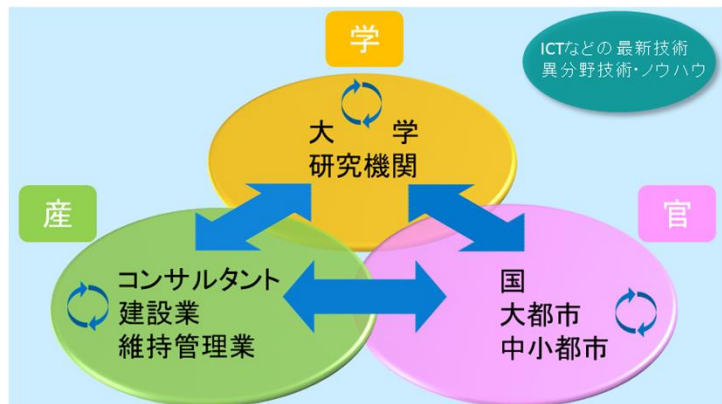 学
ICTなどの最新技術
異分野技術・ノウハウ
大　学
研究機関
産
官
コンサルタント
建設業
維持管理業
国
大都市
中小都市